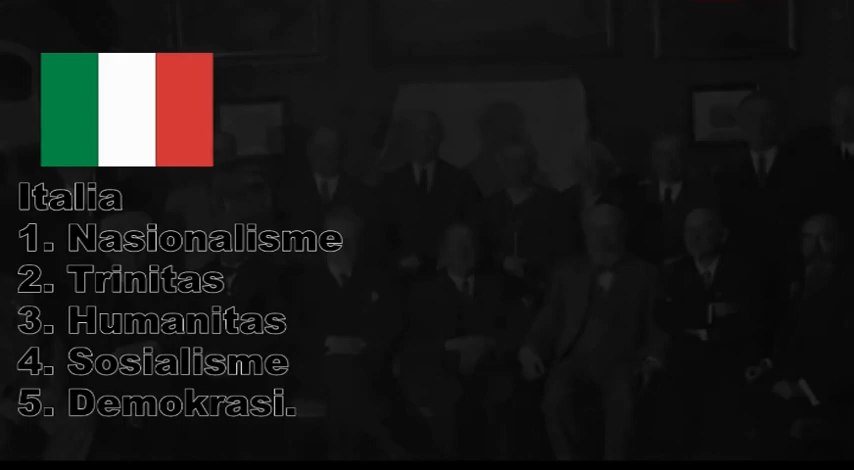 Italia
1. Nasionalisme
2. Trinitas
3. Humanitas
4. Sosialisme
5. Demokrasi.